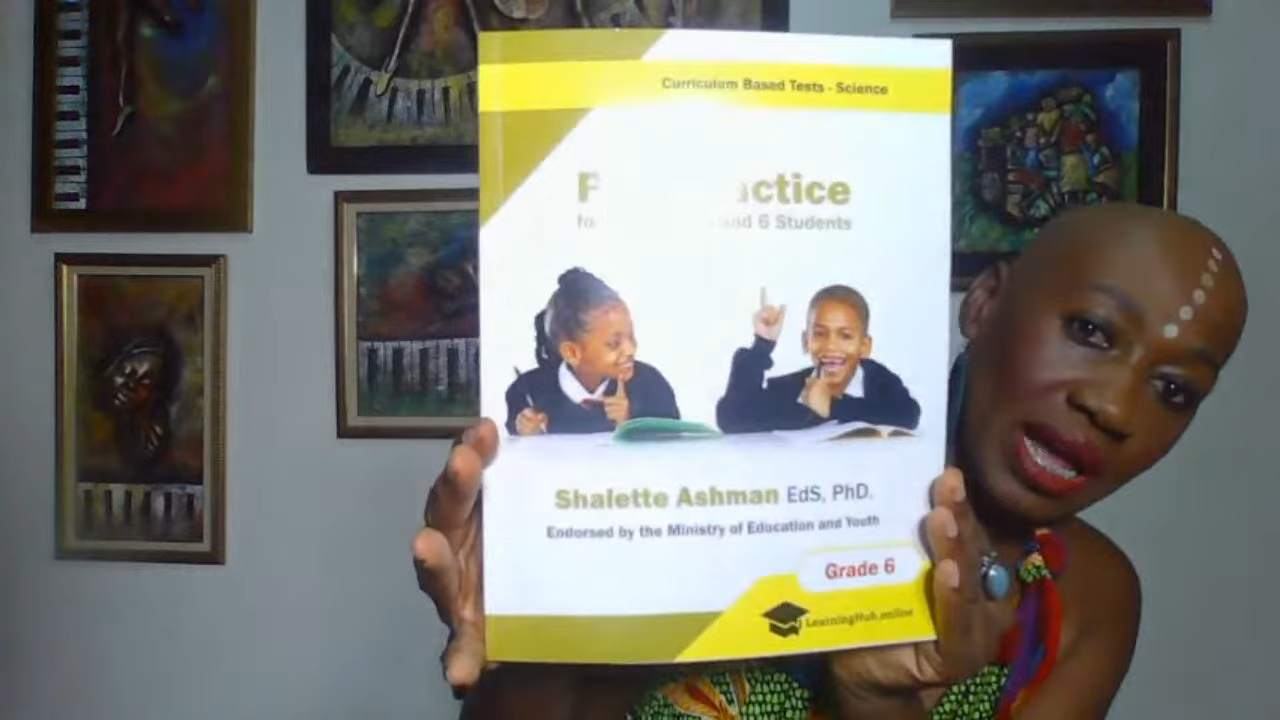 Curriculum Based Tests - Science
ctice
and 6 Students
Shalette Ashman EdS, PhD.
Endorsed by the Ministry of Education and Youth
Grade 6
LearningHub.online